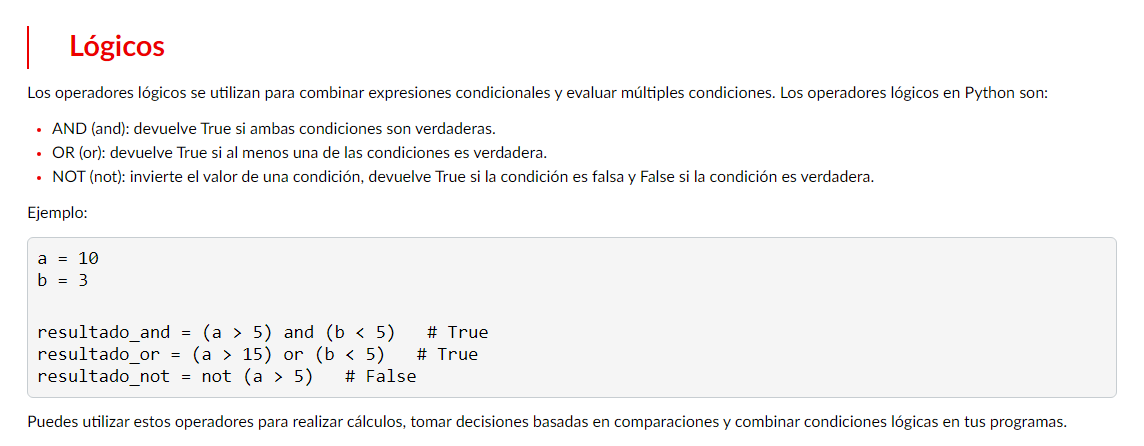 Lógicos
Los operadores lógicos se utilizan para combinar expresiones condicionales y evaluar múltiples condiciones. Los operadores lógicos en Python son:
• AND (and): devuelve True si ambas condiciones son verdaderas.
• OR (or): devuelve True si al menos una de las condiciones es verdadera.
• NOT (not): invierte el valor de una condición, devuelve True si la condición es falsa y False si la condición es verdadera.
Ejemplo:
a = 10
b = 3
resultado_and = (a > 5) and (b < 5)   # True
resultado_or = (a > 15) or (b < 5)   # True
resultado_not = not (a > 5)   # False
Puedes utilizar estos operadores para realizar cálculos, tomar decisiones basadas en comparaciones y combinar condiciones lógicas en tus programas.